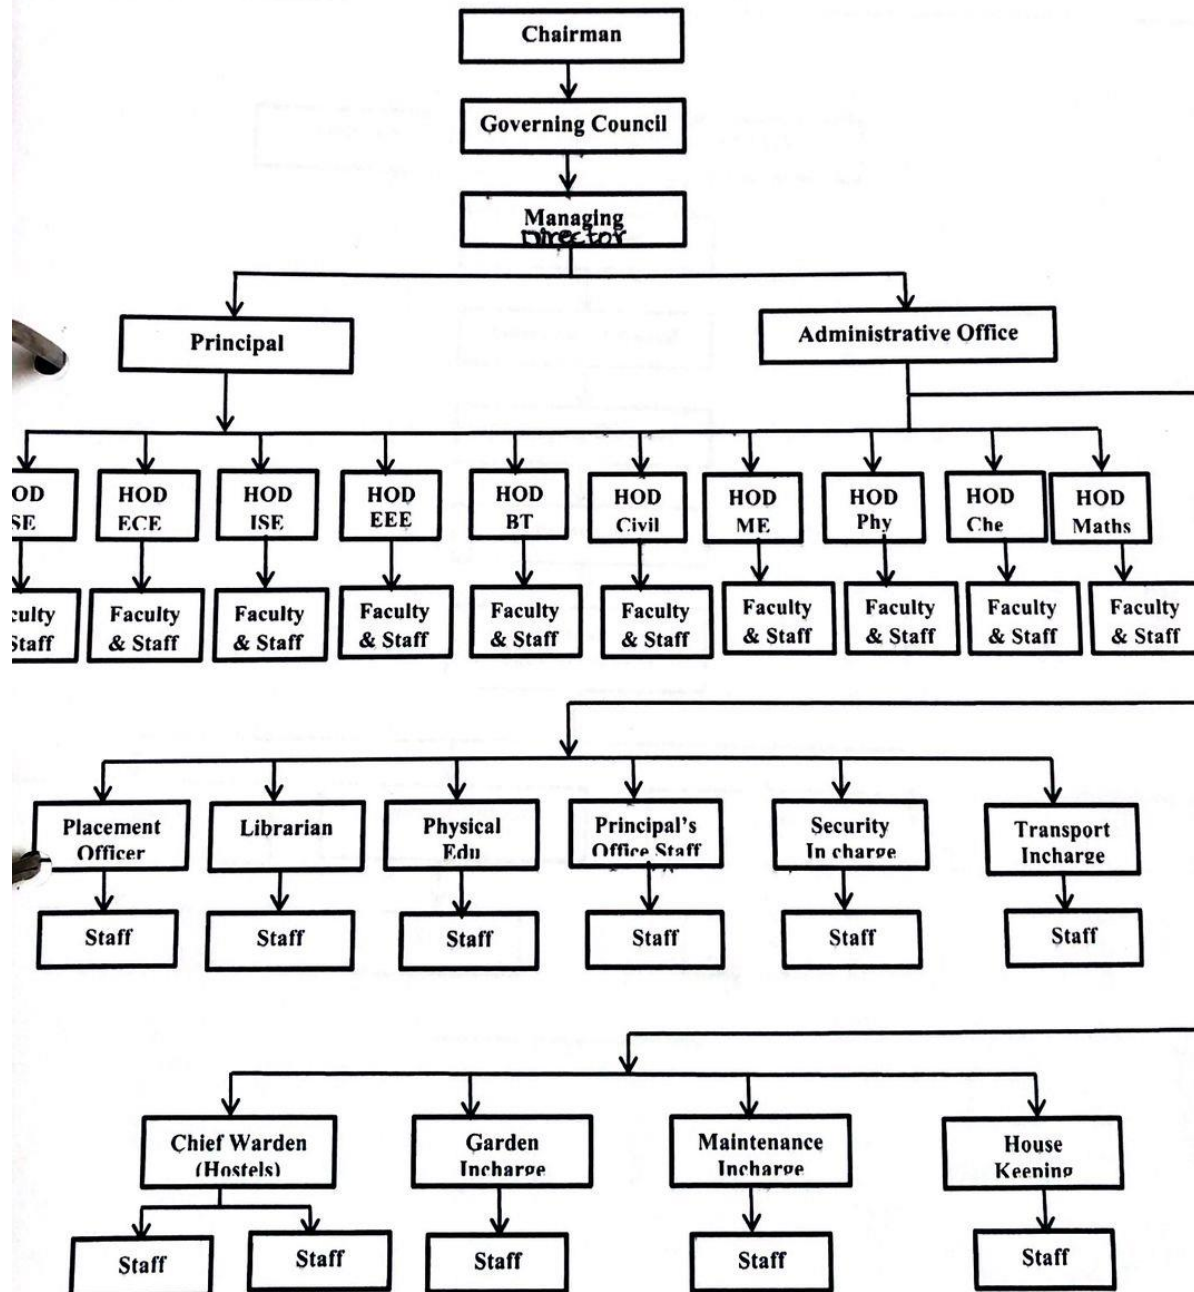 Chairman
Governing Council
Managing
Director
Principal
Administrative Office
OD
SE
HOD
ECE
HOD
ISE
HOD
EEE
HOD
BT
HOD
Civil
HOD
ME
HOD
Phy
HOD
Che
HOD
Maths
culty
Staff
Faculty
& Staff
Faculty
& Staff
Faculty
& Staff
Faculty
& Staff
Faculty
& Staff
Faculty
& Staff
Faculty
& Staff
Faculty
& Staff
Faculty
& Staff
Placement
Officer
Librarian
Physical
Edu
Principal's
Office Staff
Security
In charge
Transport
Incharge
Staff
Staff
Staff
Staff
Staff
Staff
Chief Warden
(Hostels)
Garden
Incharge
Maintenance
Incharge
House
Keeping
Staff
Staff
Staff
Staff
Staff